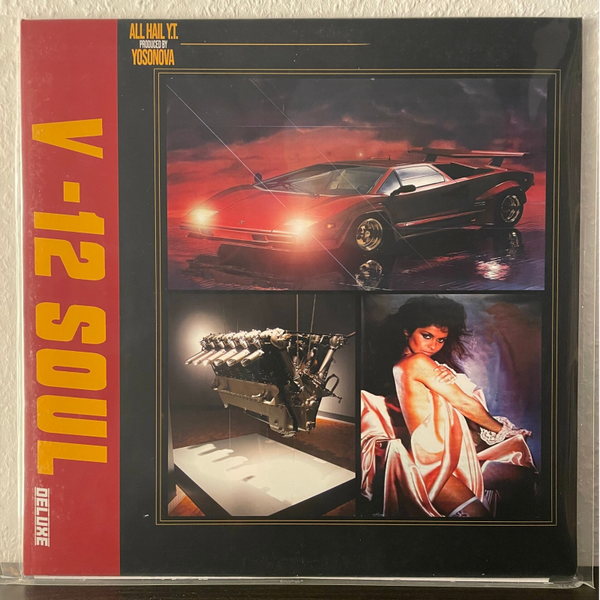 ALL HAIL Y.T.
PRODUCED BY
YOSONOVA
V-12 SOUL
DELUXE